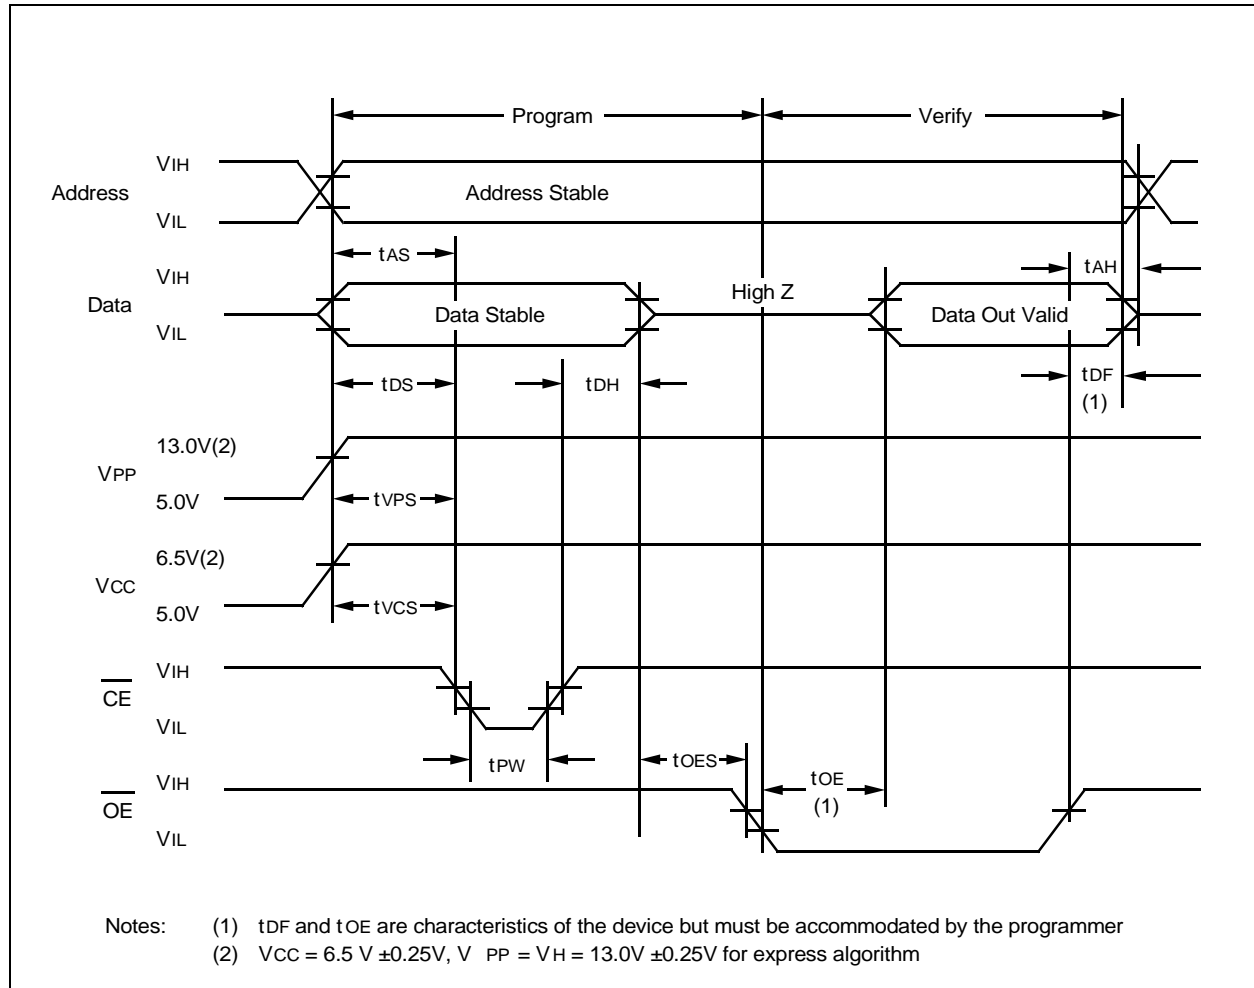 Program
Verify
Address
VIH
VIL
Address Stable
tAS
tAH
Data
VIH
VIL
Data Stable
High Z
Data Out Valid
tDS
tDH
tDF
(1)
VPP
13.0V(2)
5.0V
tVPS
VCC
6.5V(2)
5.0V
tVCS
CE
VIH
VIL
tPW
tOES
OE
VIH
VIL
tOE
(1)
Notes: (1) tDF and tOE are characteristics of the device but must be accommodated by the programmer
(2) VCC = 6.5 V ±0.25V, V PP = VH = 13.0V ±0.25V for express algorithm